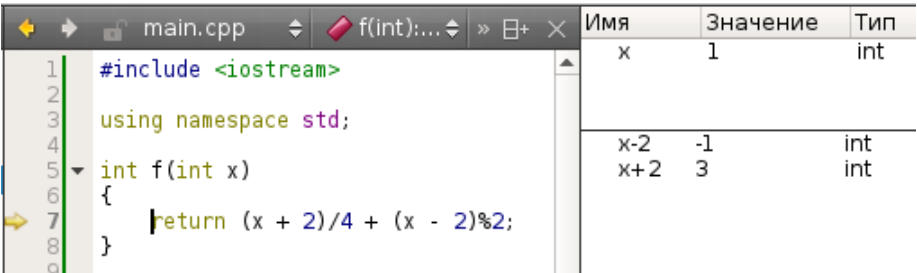 main.cpp f(int):... »
Имя Значение Тип
x 1 int
1 #include <iostream>
2
3 using namespace std;
4
x-2 -1 int
5 int f(int x)
x+2 3 int
6 {
7 return (x + 2)/4 + (x - 2)%2;
8 }
9